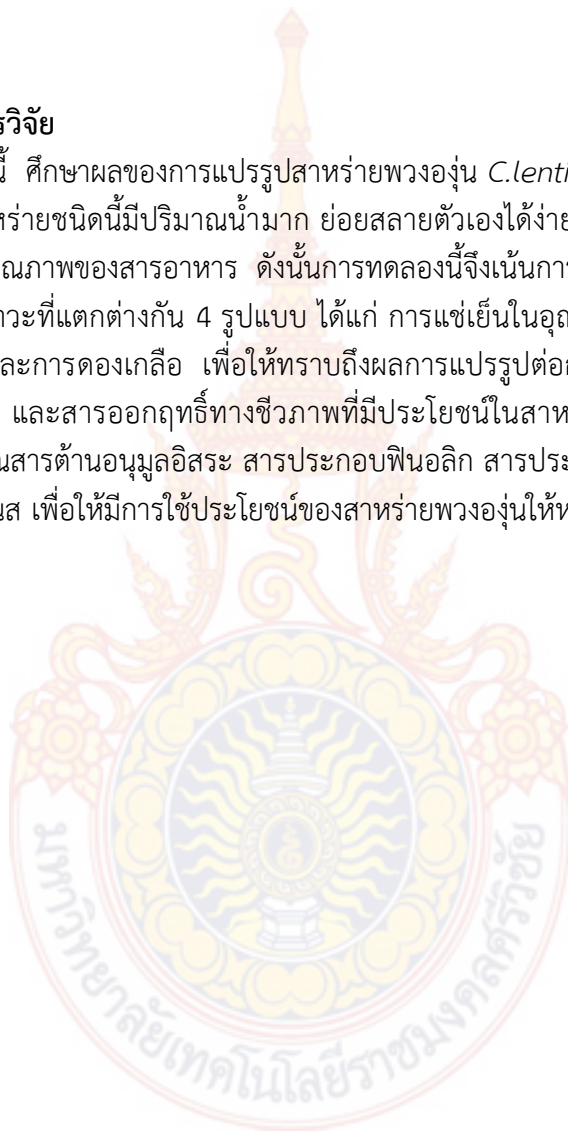 รวิจัย
นี้ ศึกษาผลของการแปรรูปสาหร่ายพวงองุ่น C.lenti
หร่ายชนิดนี้มีปริมาณน้ำมาก ย่อยสลายตัวเองได้ง่าย
ุณภาพของสารอาหาร ดังนั้นการทดลองนี้จึงเน้นการ
าวะที่แตกต่างกัน 4 รูปแบบ ได้แก่ การแช่เย็นในอุณ
ละการดองเกลือ เพื่อให้ทราบถึงผลการแปรรูปต่อ
และสารออกฤทธิ์ทางชีวภาพที่มีประโยชน์ในสาห
นสารต้านอนุมูลอิสระ สารประกอบฟินอลิก สารประ
นส เพื่อให้มีการใช้ประโยชน์ของสาหร่ายพวงองุ่นให้ห
มหาวิทยาลัยเทคโนโลยีราชมงคลศรีวิชัย